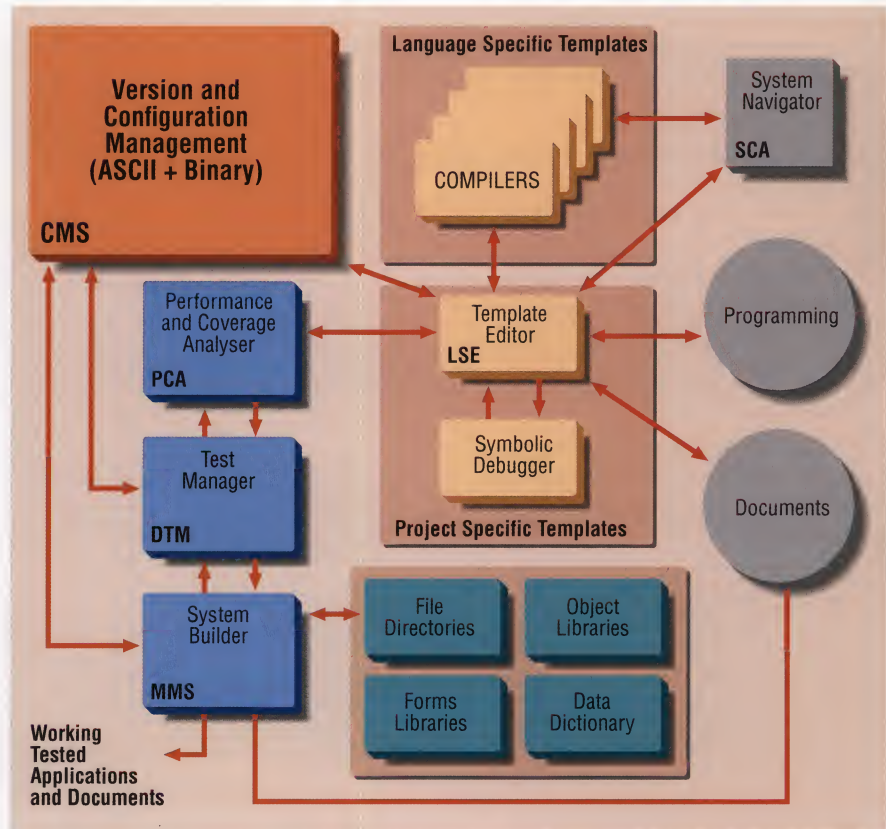 Version and
Configuration
Management
(ASCII + Binary)
CMS
Language Specific Templates
COMPILERS
System
Navigator
SCA
Performance
and Coverage
Analyser
PCA
Template
Editor
LSE
Programming
Symbolic
Debugger
Project Specific Templates
Test
Manager
DTM
Documents
System
Builder
MMS
File
Directories
Object
Libraries
Forms
Libraries
Data
Dictionary
Working
Tested
Applications
and Documents